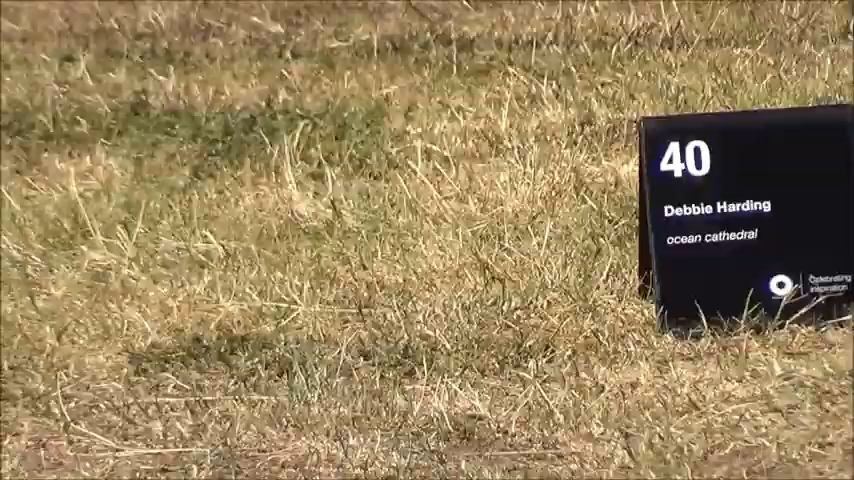 40
Debbie Harding
ocean cathedral
Celebrating
inspiration